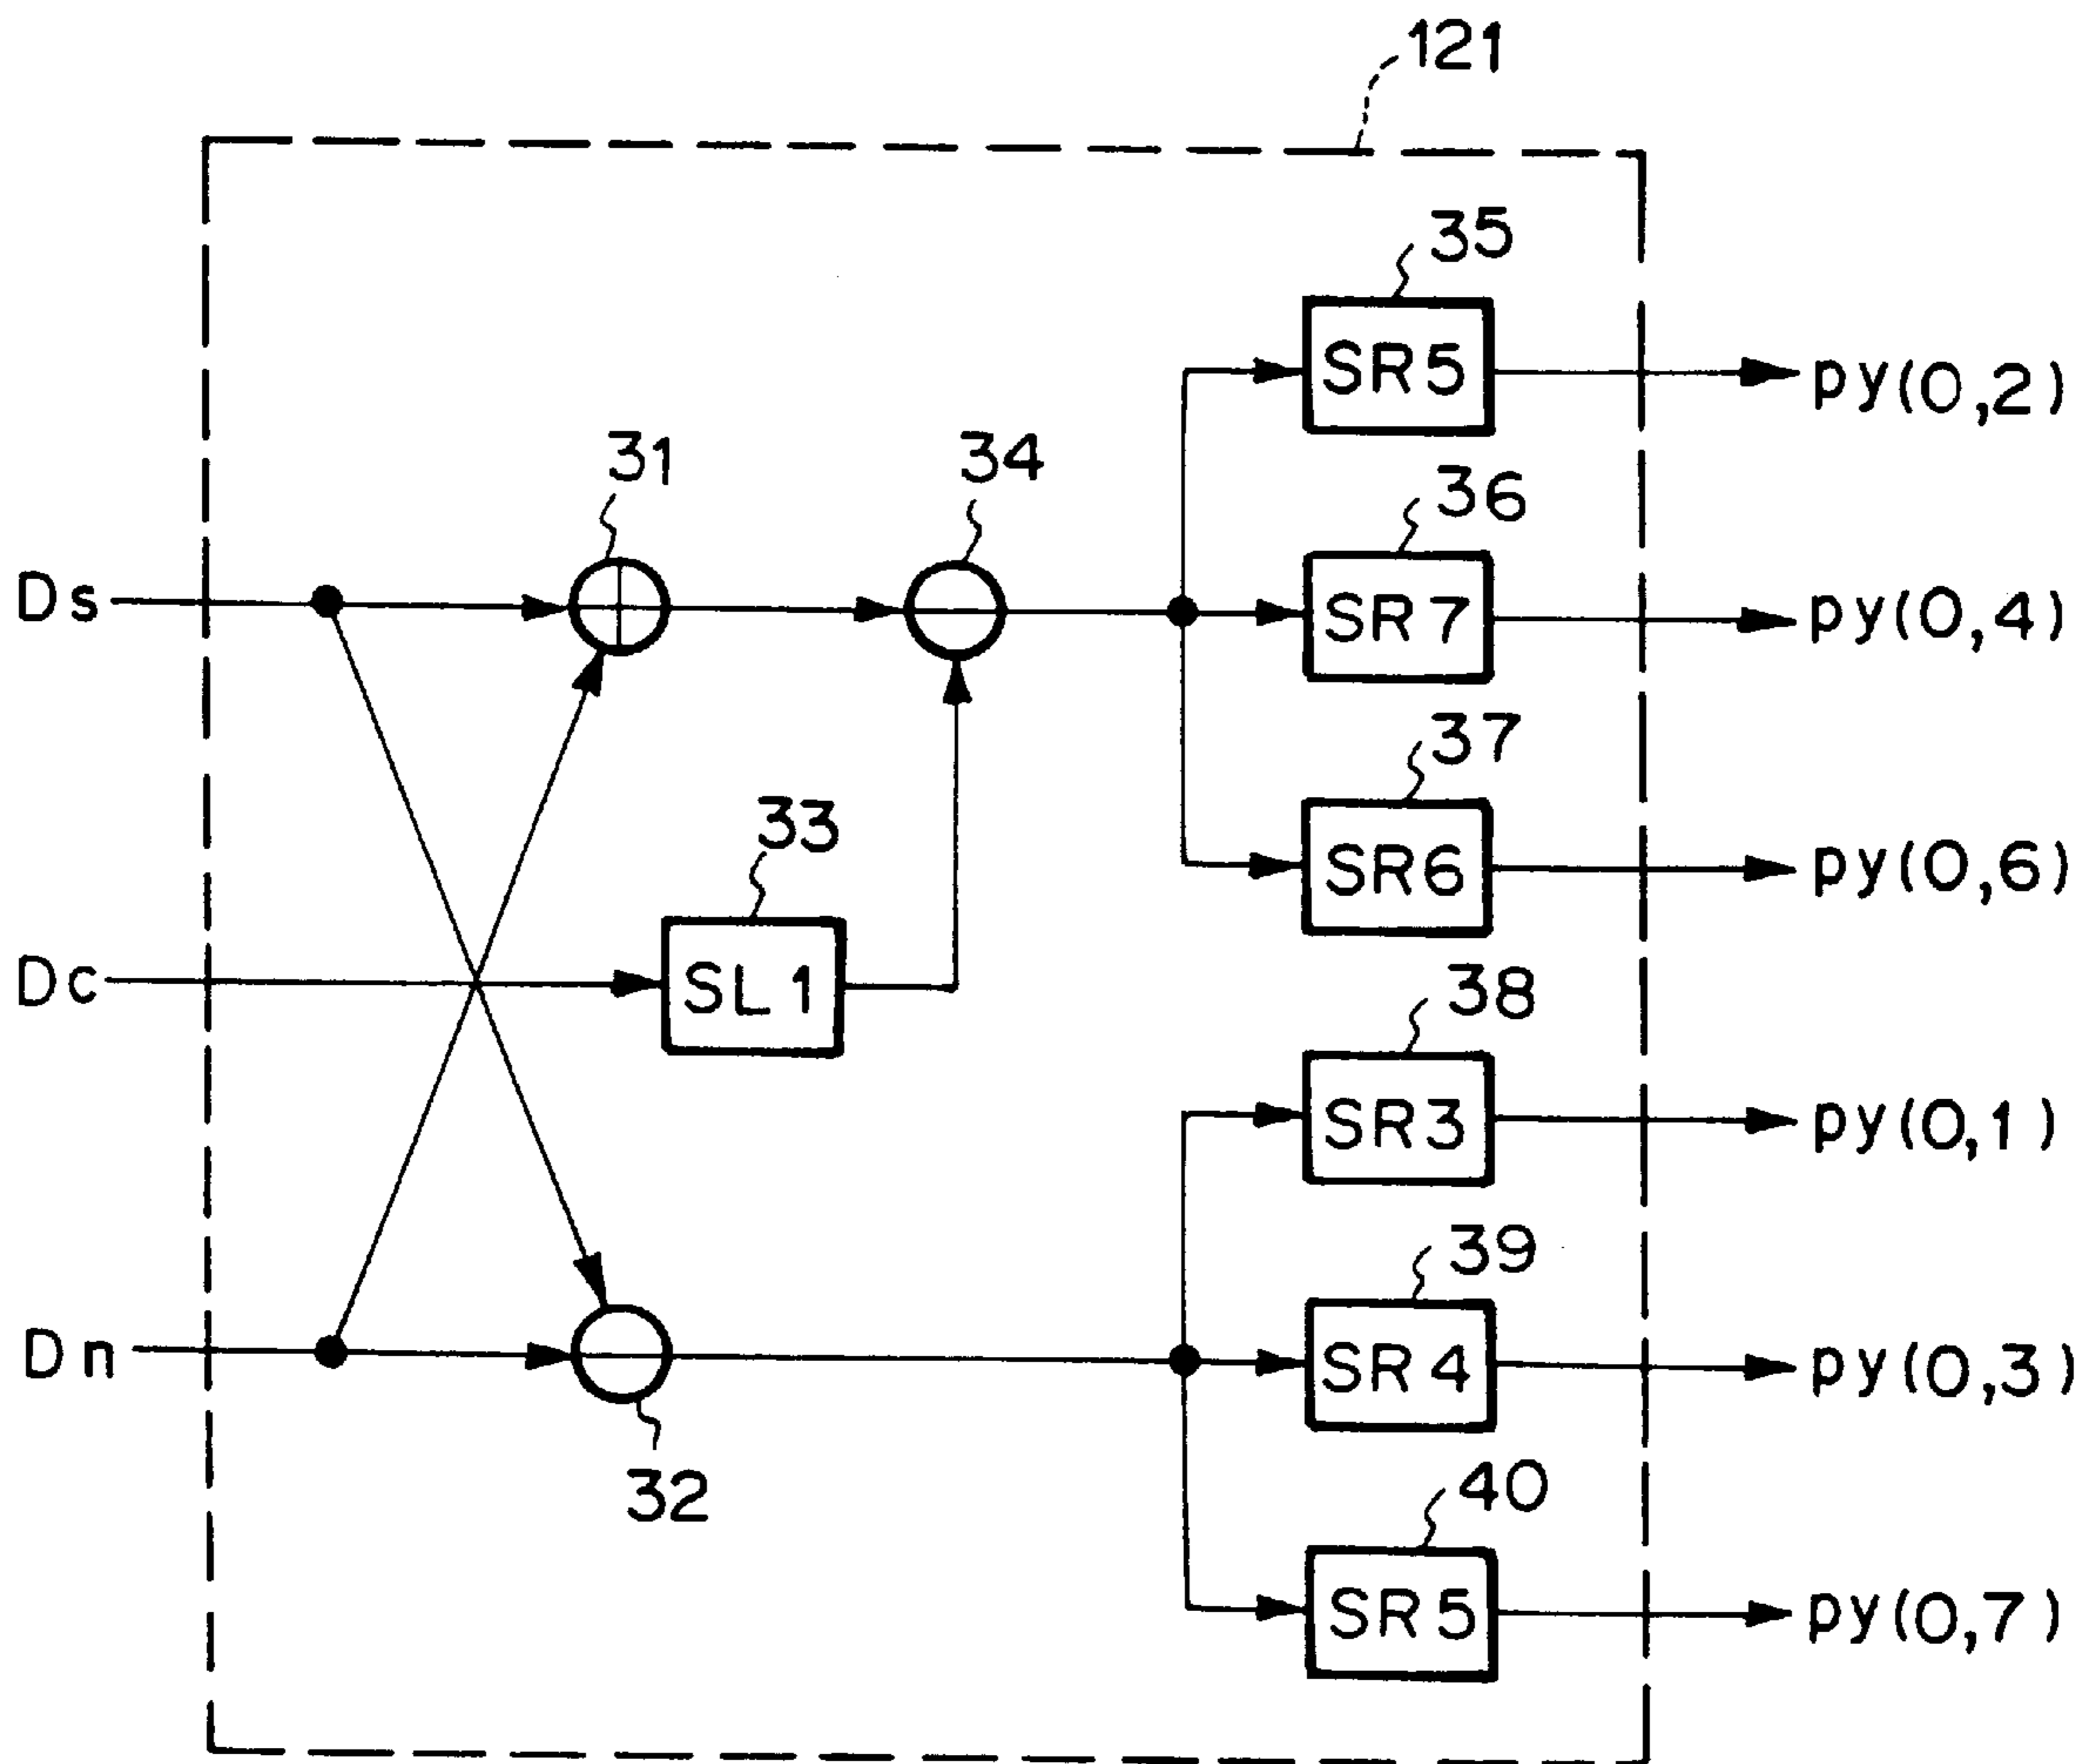 121
35
SR5
py(0,2)
31
34
36
Ds
SR7
py(0,4)
37
33
SR6
py(0,6)
Dc
SL1
38
SR3
py(0,1)
39
Dn
SR4
py(0,3)
32
40
SR5
py(0,7)